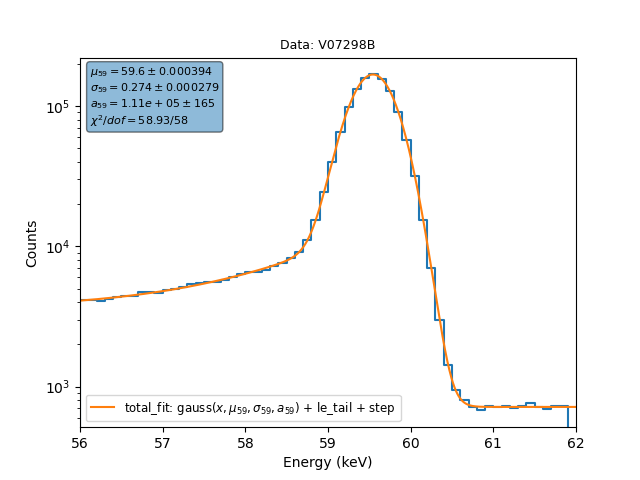 Data: V07298B
μ₅₉ = 59.6 ± 0.000394
σ₅₉ = 0.274 ± 0.000279
a₅₉ = 1.11e + 05 ± 165
χ²/dof = 58.93/58
10⁵
10⁴
10³
Counts
total_fit: gauss(x, μ₅₉, σ₅₉, a₅₉) + le_tail + step
56 57 58 59 60 61 62
Energy (keV)